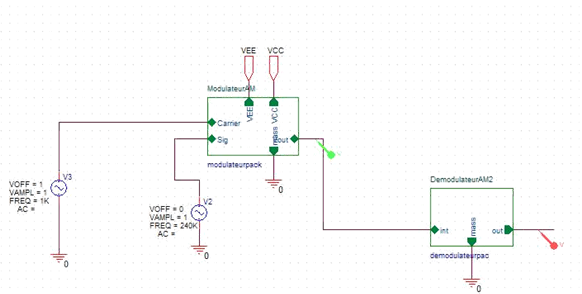 VEE VCC
ModulateurAM
Carrier
VEE
VCC
Sig
mass
out
modulateurpack
0
V3
VOFF = 1
VAMPL = 1
FREQ = 1K
AC =
0
V2
VOFF = 0
VAMPL = 1
FREQ = 240K
AC =
0
V
DemodulateurAM2
int
mass
out
demodulateurpac
0
V